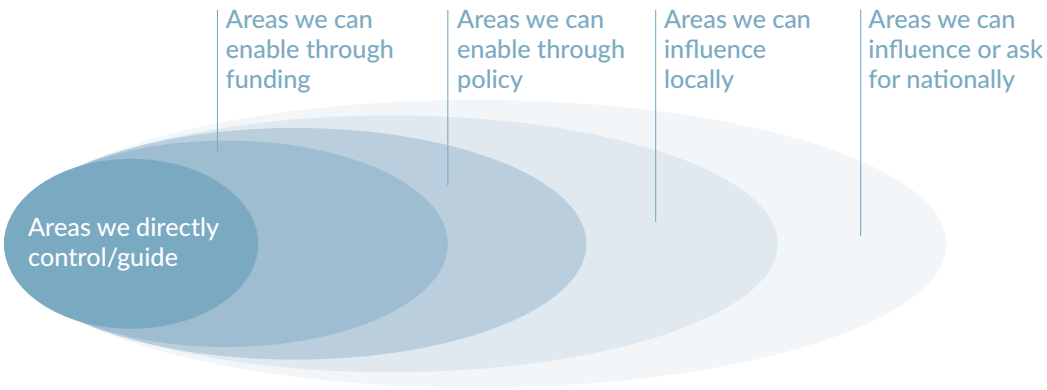 Areas we can
enable through
funding
Areas we can
enable through
policy
Areas we can
influence
locally
Areas we can
influence or ask
for nationally
Areas we directly
control/guide